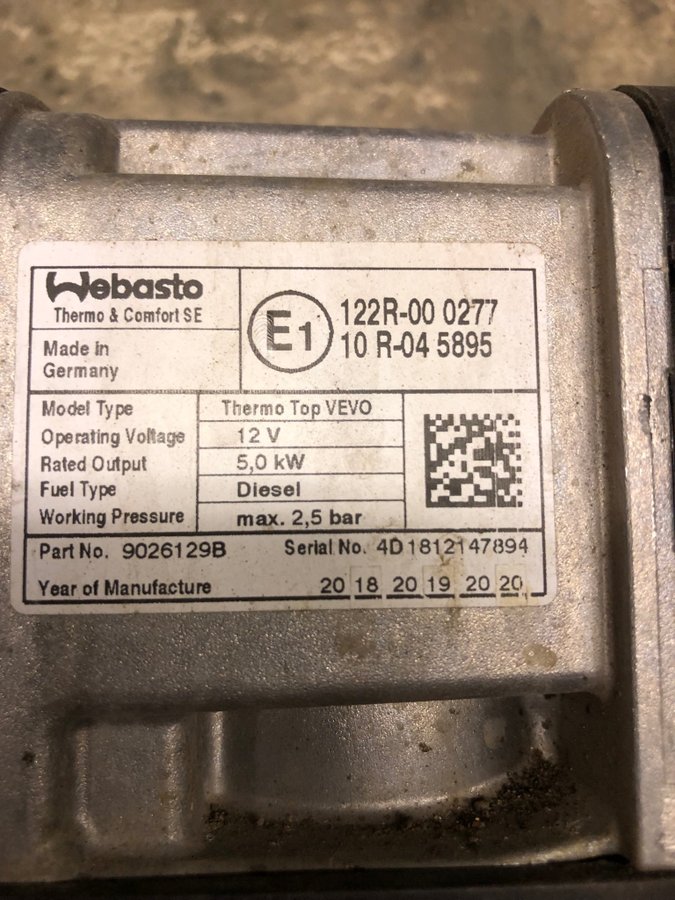 Webasto
Thermo & Comfort SE
Made in
Germany
E1
122R-00 0277
10 R-04 5895
Model Type Thermo Top VEVO
Operating Voltage 12 V
Rated Output 5,0 kW
Fuel Type Diesel
Working Pressure max. 2,5 bar
Part No. 9026129B Serial No. 4D1812147894
Year of Manufacture 20 18 20 19 20 20